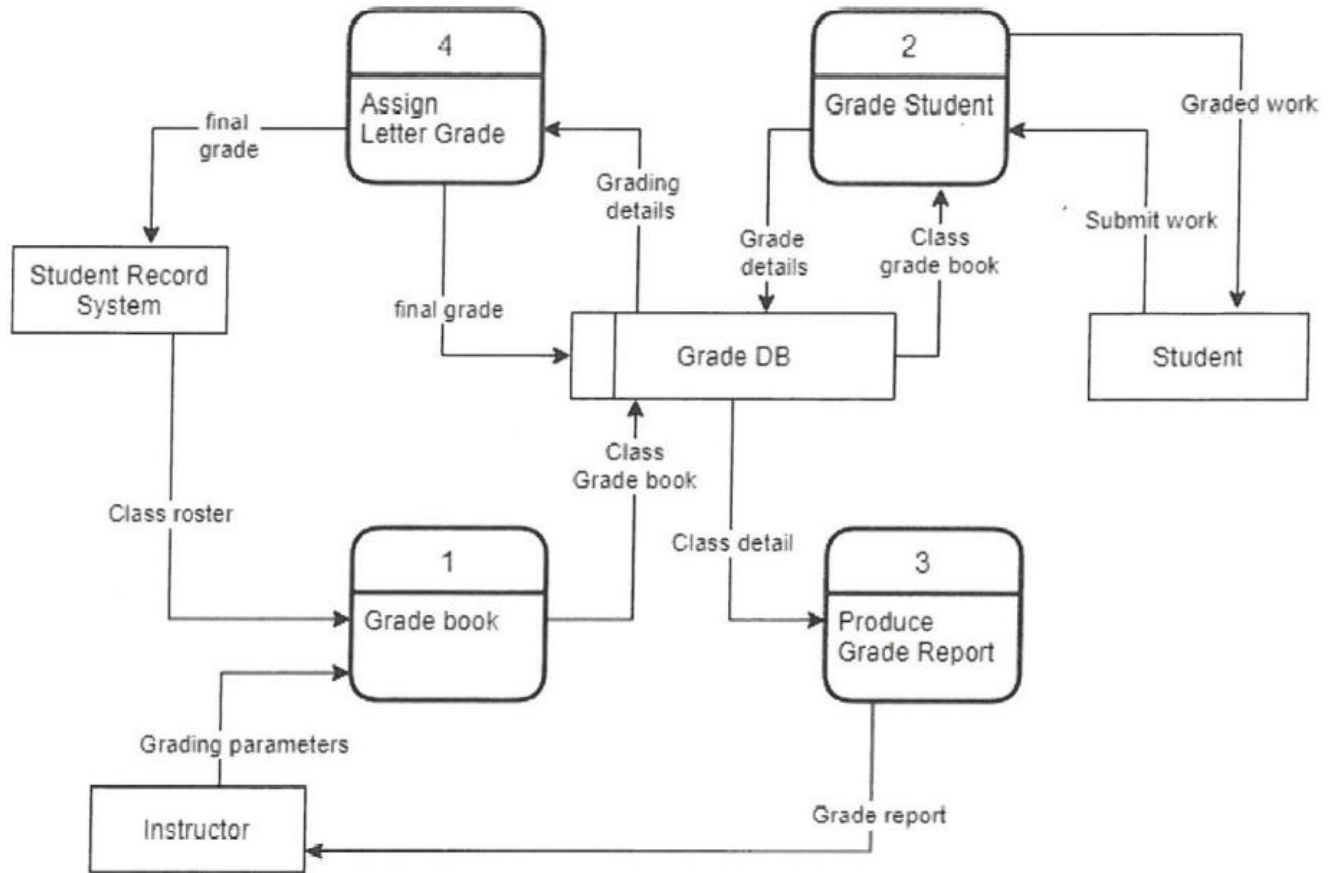 4
Assign
Letter Grade
2
Grade Student
final
grade
Graded work
Grading
details
Grade
details
Class
grade book
Submit work
Student Record
System
final grade
Grade DB
Student
Class
Grade book
Class roster
Class detail
1
Grade book
3
Produce
Grade Report
Grading parameters
Instructor
Grade report